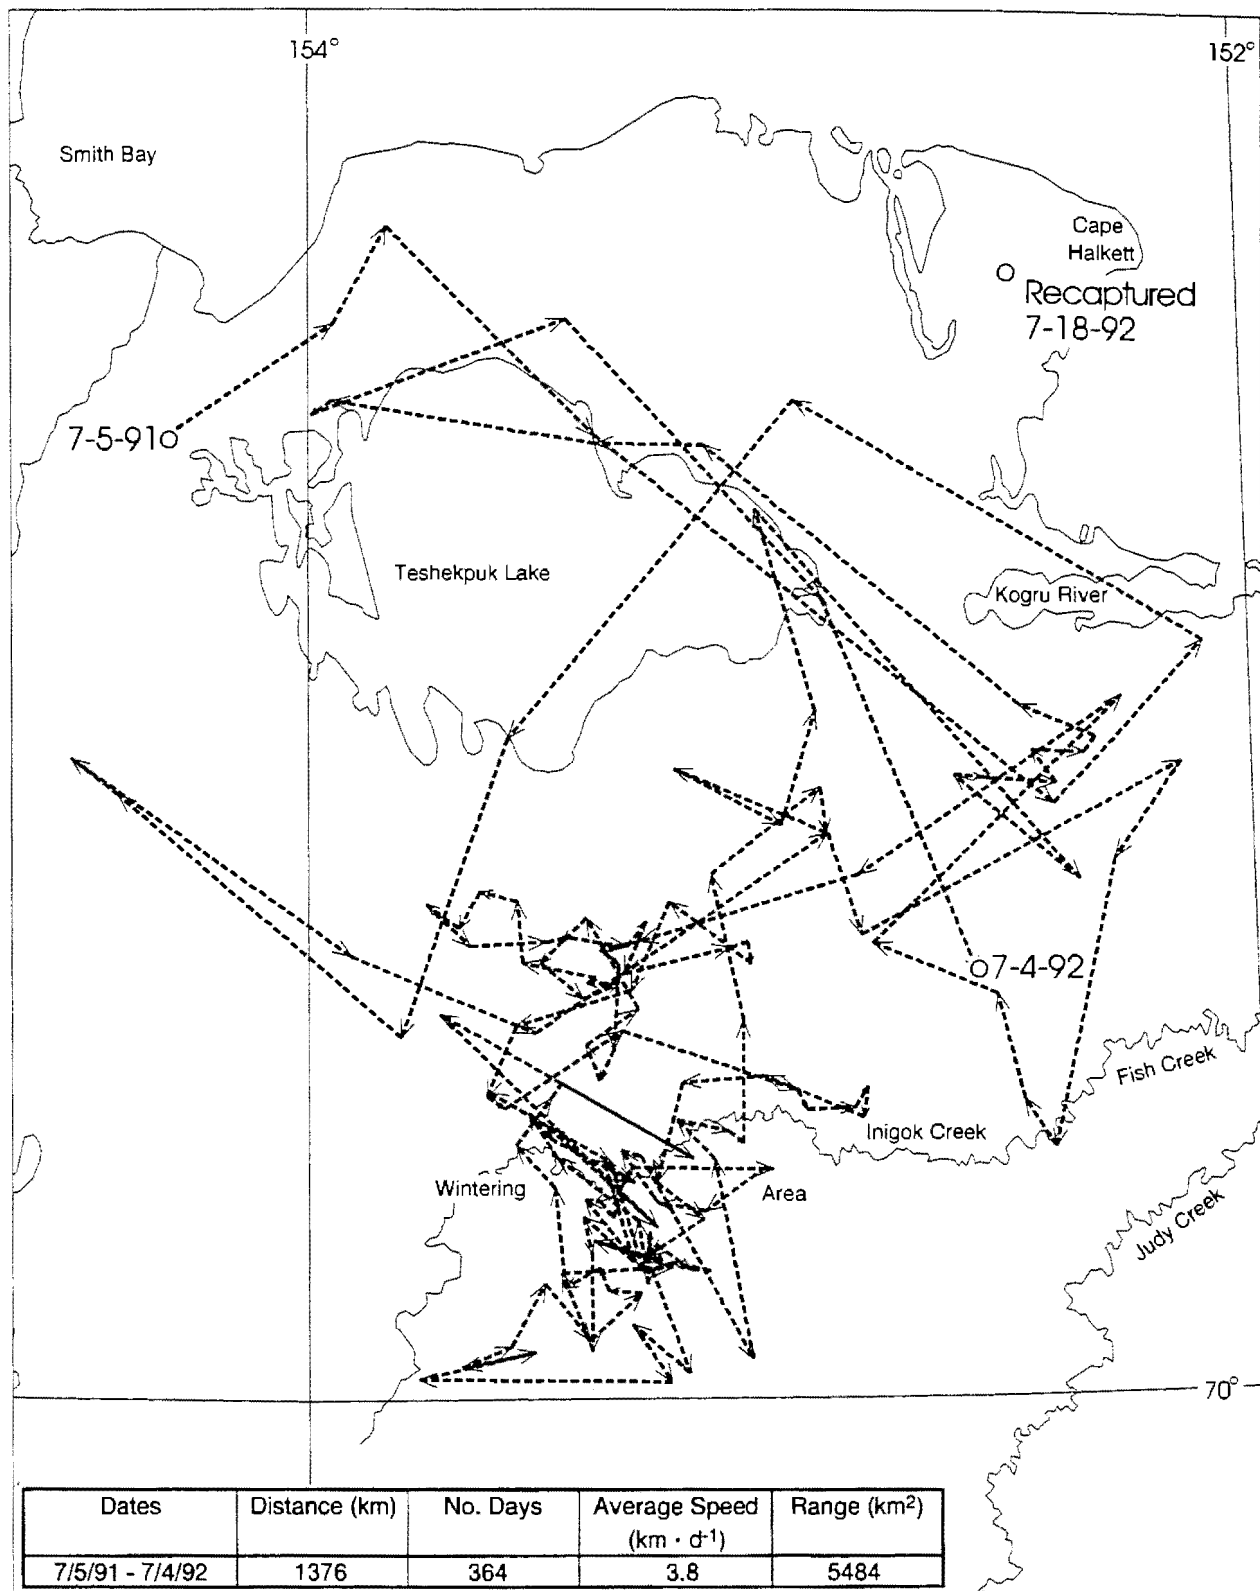 154°
152°
Smith Bay
Cape
Halkett
Recaptured
7-18-92
7-5-91
Teshekpuk Lake
Kogru River
7-4-92
Fish Creek
Inigok Creek
Wintering Area
Judy Creek
70°
Dates Distance (km) No. Days Average Speed Range (km²)
(km · d⁻¹)
7/5/91 - 7/4/92 1376 364 3.8 5484